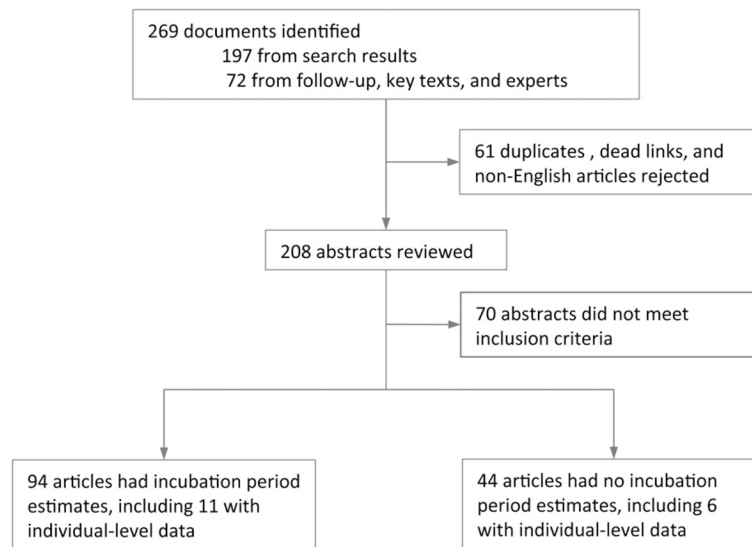 269 documents identified
197 from search results
72 from follow-up, key texts, and experts
61 duplicates , dead links, and
non-English articles rejected
208 abstracts reviewed
70 abstracts did not meet
inclusion criteria
94 articles had incubation period
estimates, including 11 with
individual-level data
44 articles had no incubation
period estimates, including 6
with individual-level data